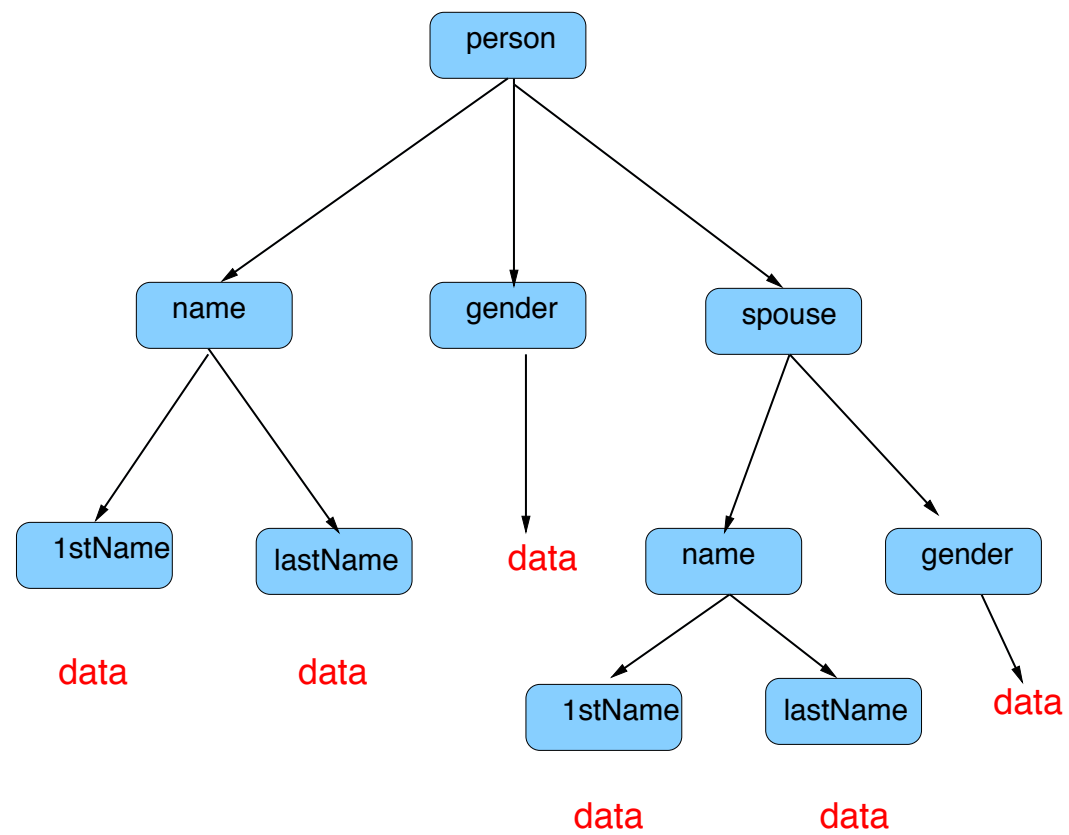 person
name
gender
spouse
1stName
lastName
data
name
gender
data
data
1stName
lastName
data
data
data